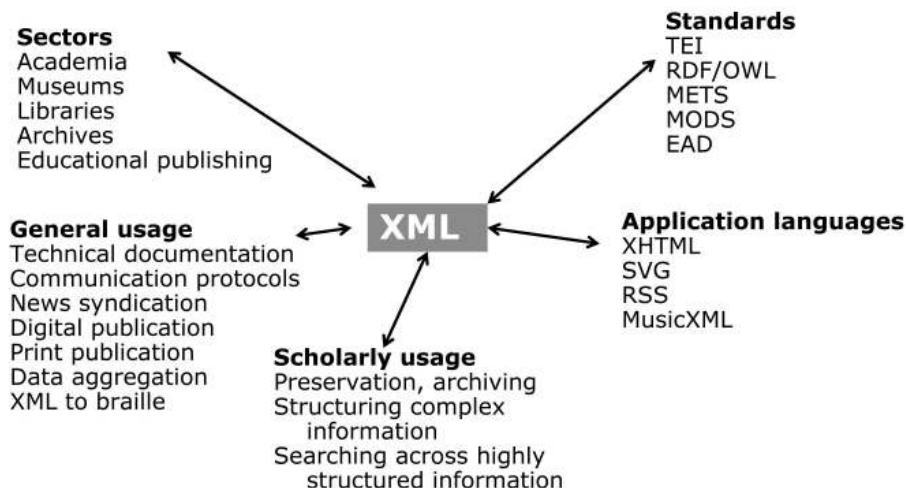 Sectors
Academia
Museums
Libraries
Archives
Educational publishing
Standards
TEI
RDF/OWL
METS
MODS
EAD
XML
General usage
Technical documentation
Communication protocols
News syndication
Digital publication
Print publication
Data aggregation
XML to braille
Application languages
XHTML
SVG
RSS
MusicXML
Scholarly usage
Preservation, archiving
Structuring complex
information
Searching across highly
structured information